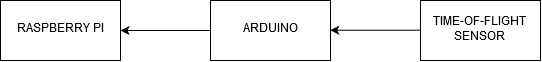 RASPBERRY PI
ARDUINO
TIME-OF-FLIGHT
SENSOR